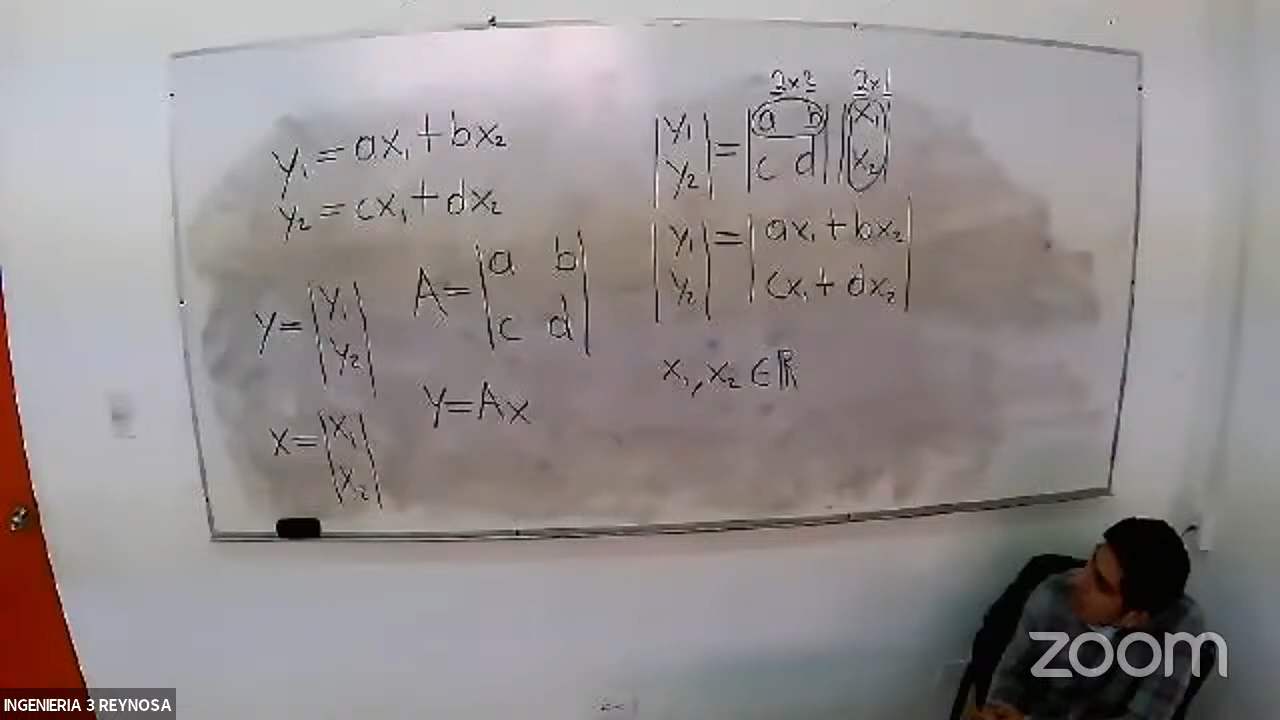 y₁=ax₁+bx₂
y₂=cx₁+dx₂
y=|y₁|
|y₂|
x=|x₁|
|x₂|
A=|a b|
|c d|
y=Ax
2x2 2x1
|y₁|=|a b||x₁|
|y₂| |c d||x₂|
|y₁|=|ax₁+bx₂|
|y₂| |cx₁+dx₂|
x₁,x₂∈ℝ
zoom
INGENIERIA 3 REYNOSA